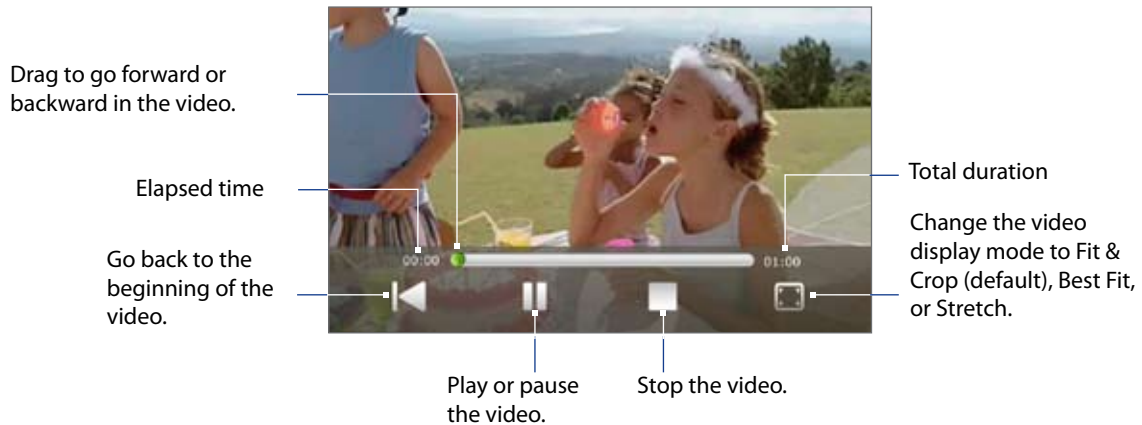 Drag to go forward or
backward in the video.
Elapsed time
Go back to the
beginning of the
video.
00:00
01:00
Play or pause
the video.
Stop the video.
Total duration
Change the video
display mode to Fit &
Crop (default), Best Fit,
or Stretch.